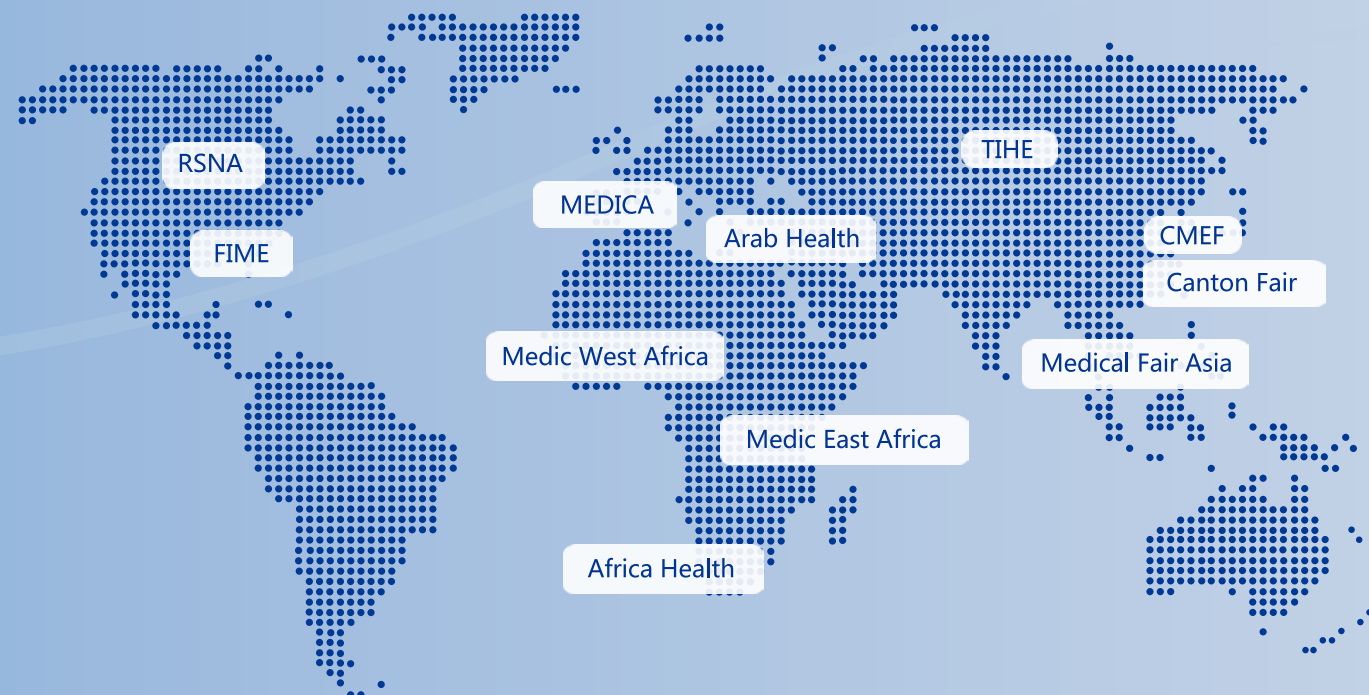 TIHE
RSNA
MEDICA
CMEF
Arab Health
FIME
Canton Fair
Medic West Africa
Medical Fair Asia
Medic East Africa
Africa Health